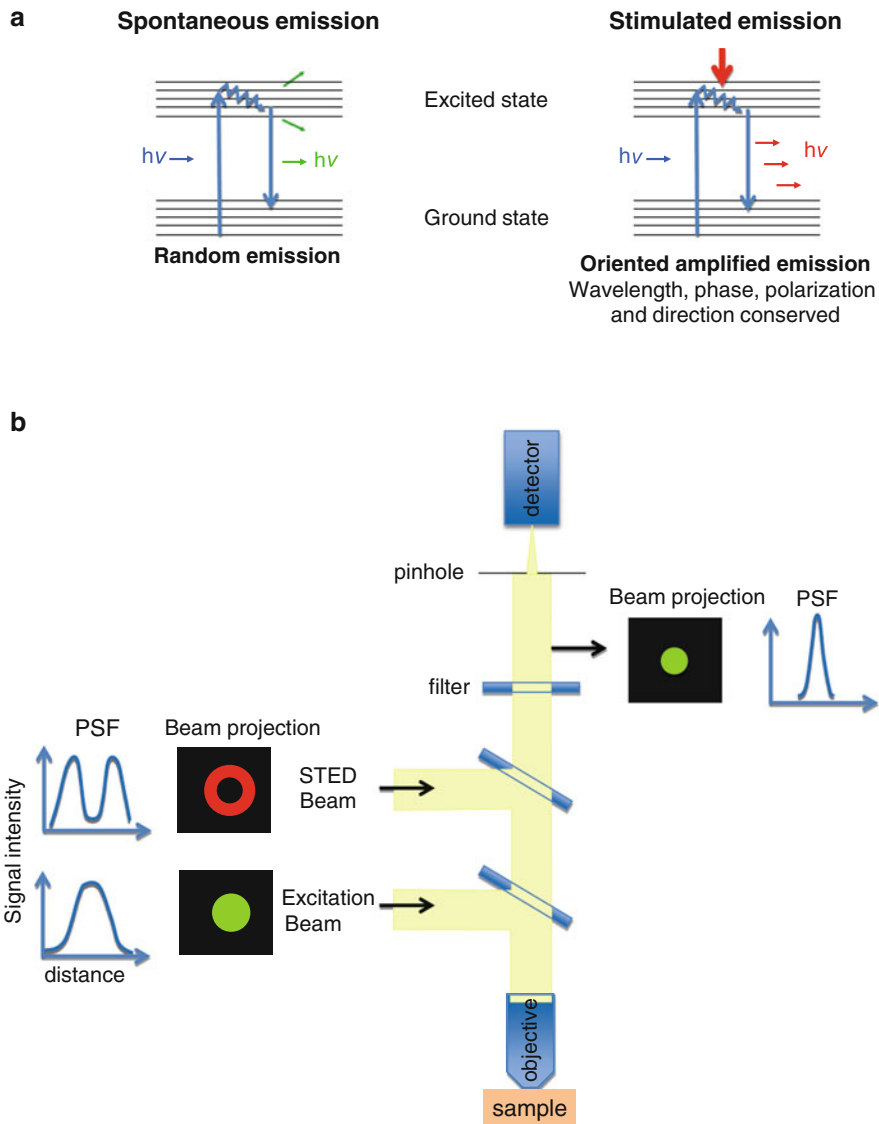 a
Spontaneous emission
Stimulated emission
Excited state
hν
hν
hν
hν
Ground state
Random emission
Oriented amplified emission
Wavelength, phase, polarization
and direction conserved
b
detector
pinhole
Beam projection
PSF
filter
PSF
Beam projection
STED
Beam
Signal intensity
Excitation
Beam
distance
objective
sample